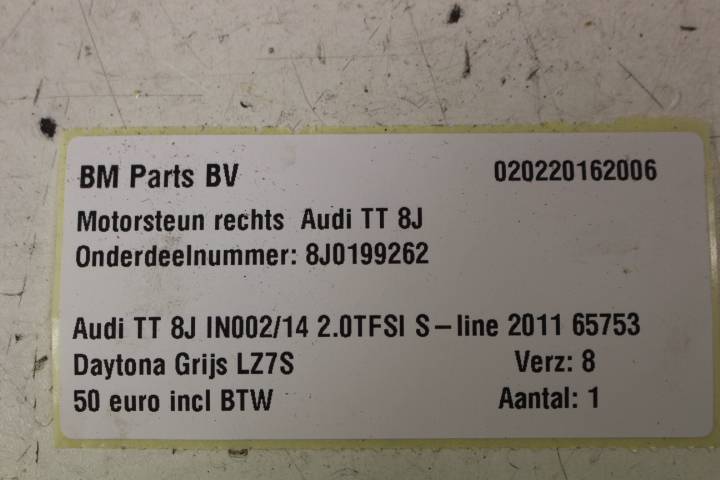 BM Parts BV 020220162006
Motorsteun rechts Audi TT 8J
Onderdeelnummer: 8J0199262
Audi TT 8J IN002/14 2.0TFSI S-line 2011 65753
Daytona Grijs LZ7S Verz: 8
50 euro incl BTW Aantal: 1